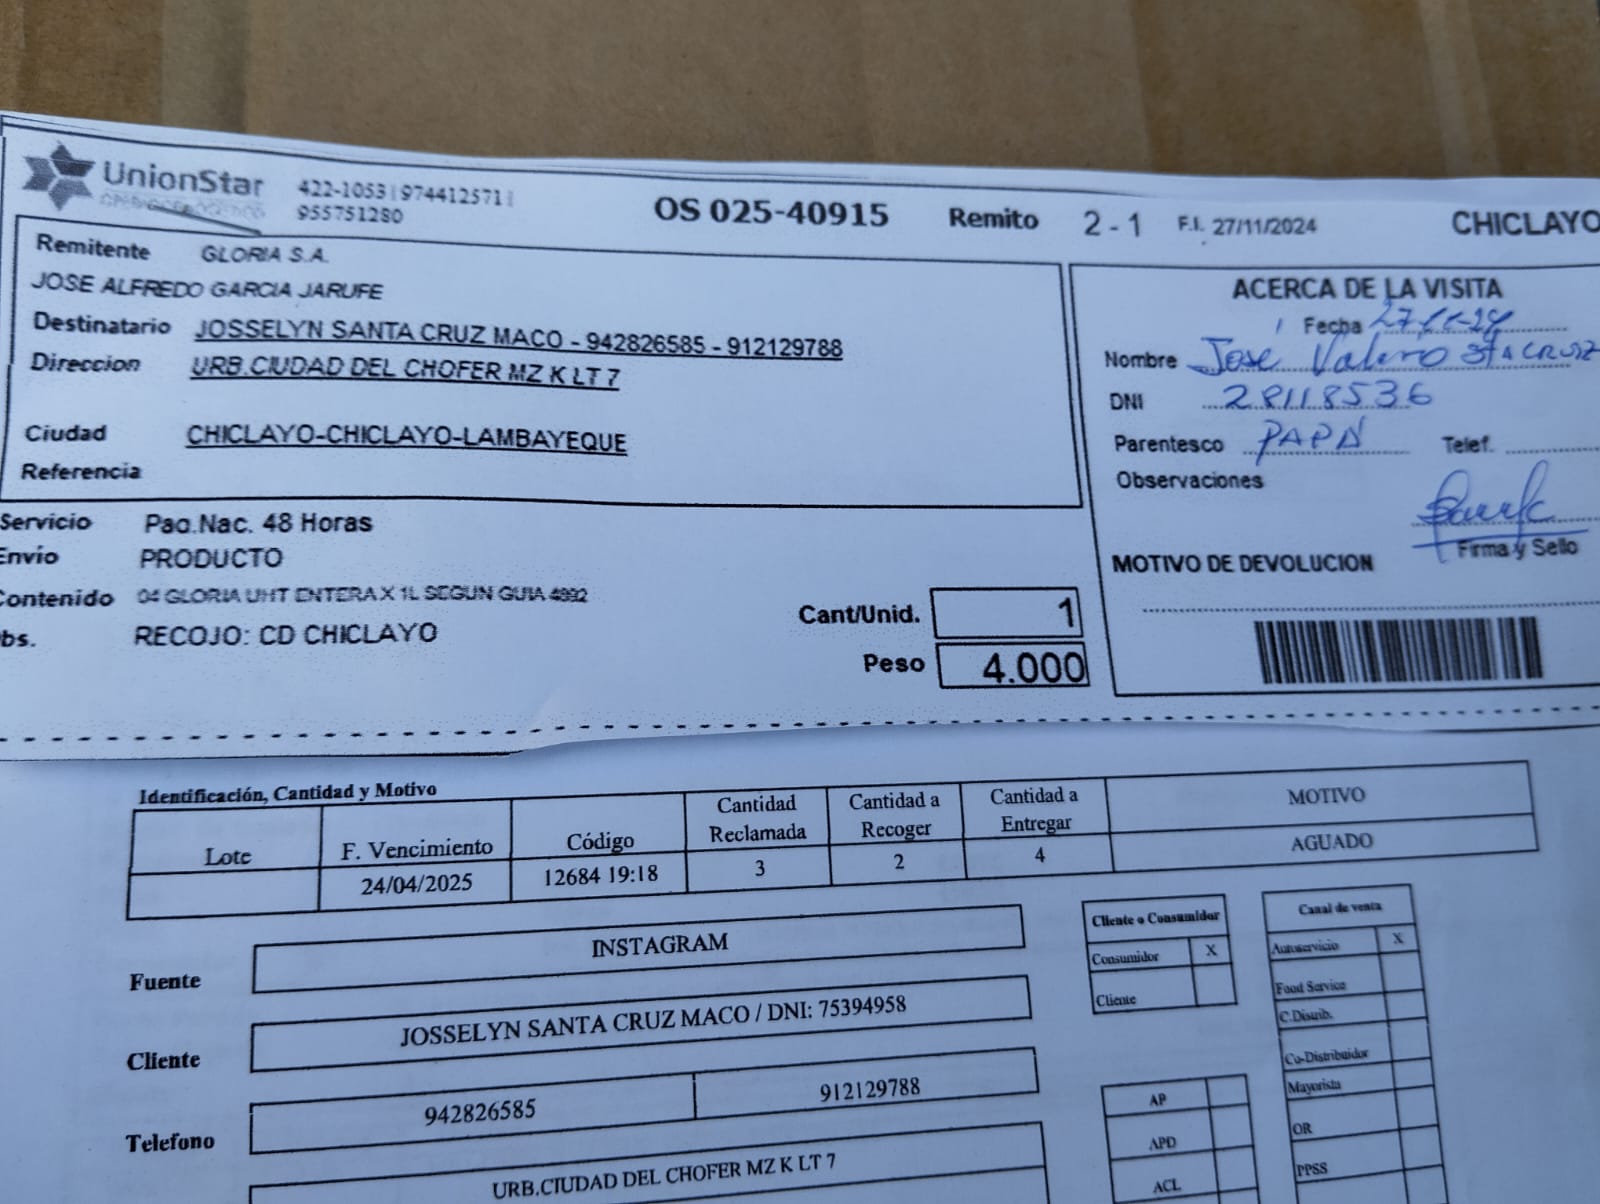 UnionStar
422-1053 | 974412571 |
955751280
OS 025-40915 Remito 2 - 1 F.I. 27/11/2024 CHICLAYO
Remitente GLORIA S.A.
JOSE ALFREDO GARCIA JARUFE
Destinatario JOSSELYN SANTA CRUZ MACO - 942826585 - 912129788
Direccion URB.CIUDAD DEL CHOFER MZ K LT 7
Ciudad CHICLAYO-CHICLAYO-LAMBAYEQUE
Referencia
ACERCA DE LA VISITA
Fecha
Nombre Jose Valero STA CRUZ
DNI 28118536
Parentesco PAPÁ Telef.
Observaciones
Firma y Sello
MOTIVO DE DEVOLUCION
Servicio Paq.Nac. 48 Horas
Envio PRODUCTO
Contenido 04 GLORIA UHT ENTERA X 1L SEGUN GUIA 4892
bs. RECOJO: CD CHICLAYO
Cant/Unid. 1
Peso 4.000
Identificación, Cantidad y Motivo
Lote F. Vencimiento Código Cantidad Reclamada Cantidad a Recoger Cantidad a Entregar MOTIVO
24/04/2025 12684 19:18 3 2 4 AGUADO
Fuente INSTAGRAM
Cliente JOSSELYN SANTA CRUZ MACO / DNI: 75394958
Telefono 942826585 912129788
URB.CIUDAD DEL CHOFER MZ K LT 7
Cliente o Consumidor
Consumidor X
Cliente
AP
APD
ACL
Canal de venta
Autoservicio X
Food Service
C.Distrib.
Co-Distribuidor
Mayorista
OR
PPSS